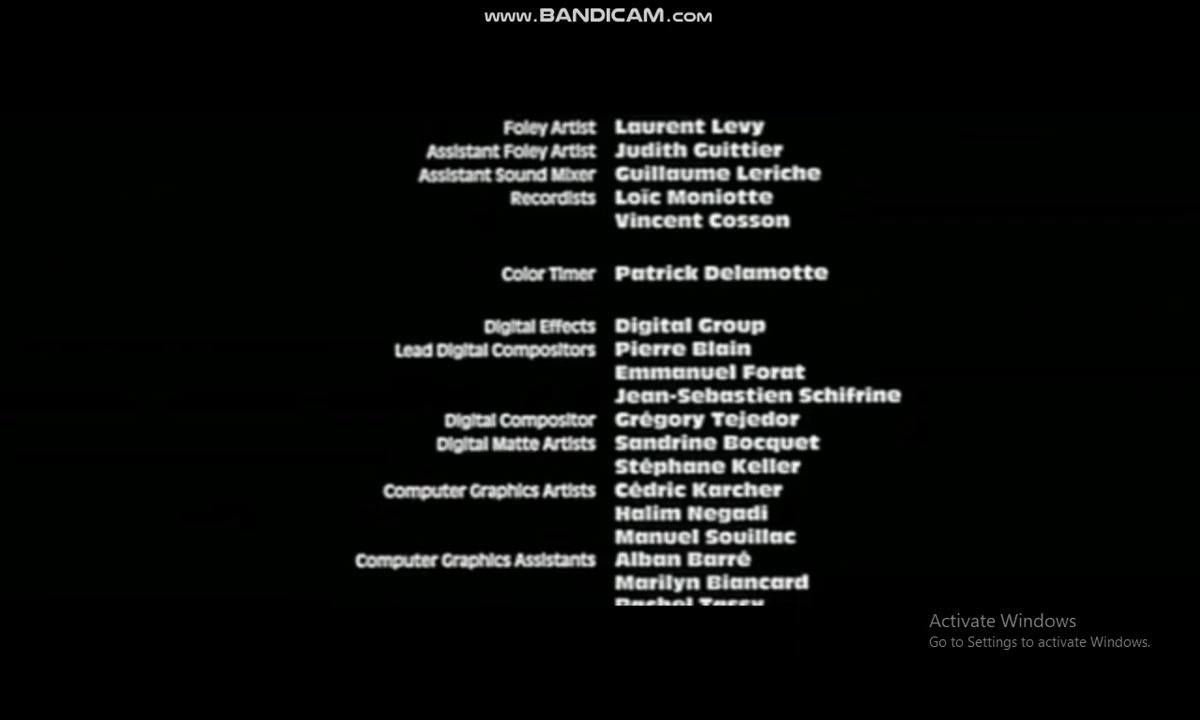 www.BANDICAM.com
Foley Artist Laurent Levy
Assistant Foley Artist Judith Guittier
Assistant Sound Mixer Guillaume Leriche
Recordists Loïc Moniotte
Vincent Cosson
Color Timer Patrick Delamotte
Digital Effects Digital Group
Lead Digital Compositors Pierre Blain
Emmanuel Forat
Jean-Sebastien Schifrine
Digital Compositor Grégory Tejedor
Digital Matte Artists Sandrine Bocquet
Stéphane Keller
Computer Graphics Artists Cédric Karcher
Halim Negadi
Manuel Souillac
Computer Graphics Assistants Alban Barré
Marilyn Biancard
Rachel Tassy
Activate Windows
Go to Settings to activate Windows.